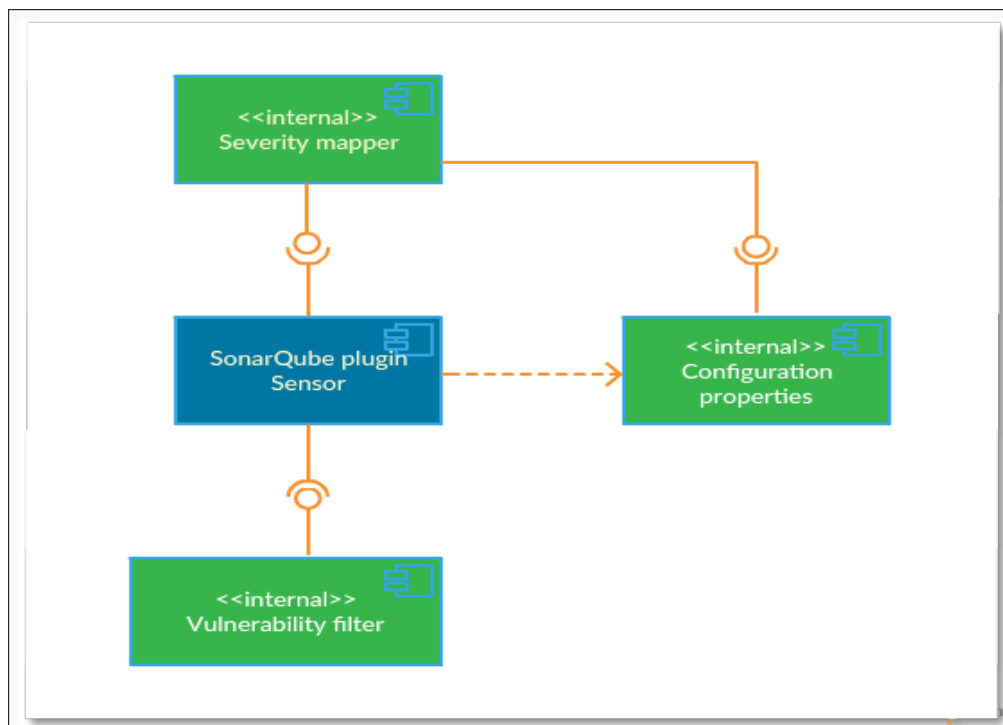 <<internal>>
Severity mapper
SonarQube plugin
Sensor
<<internal>>
Configuration
properties
<<internal>>
Vulnerability filter